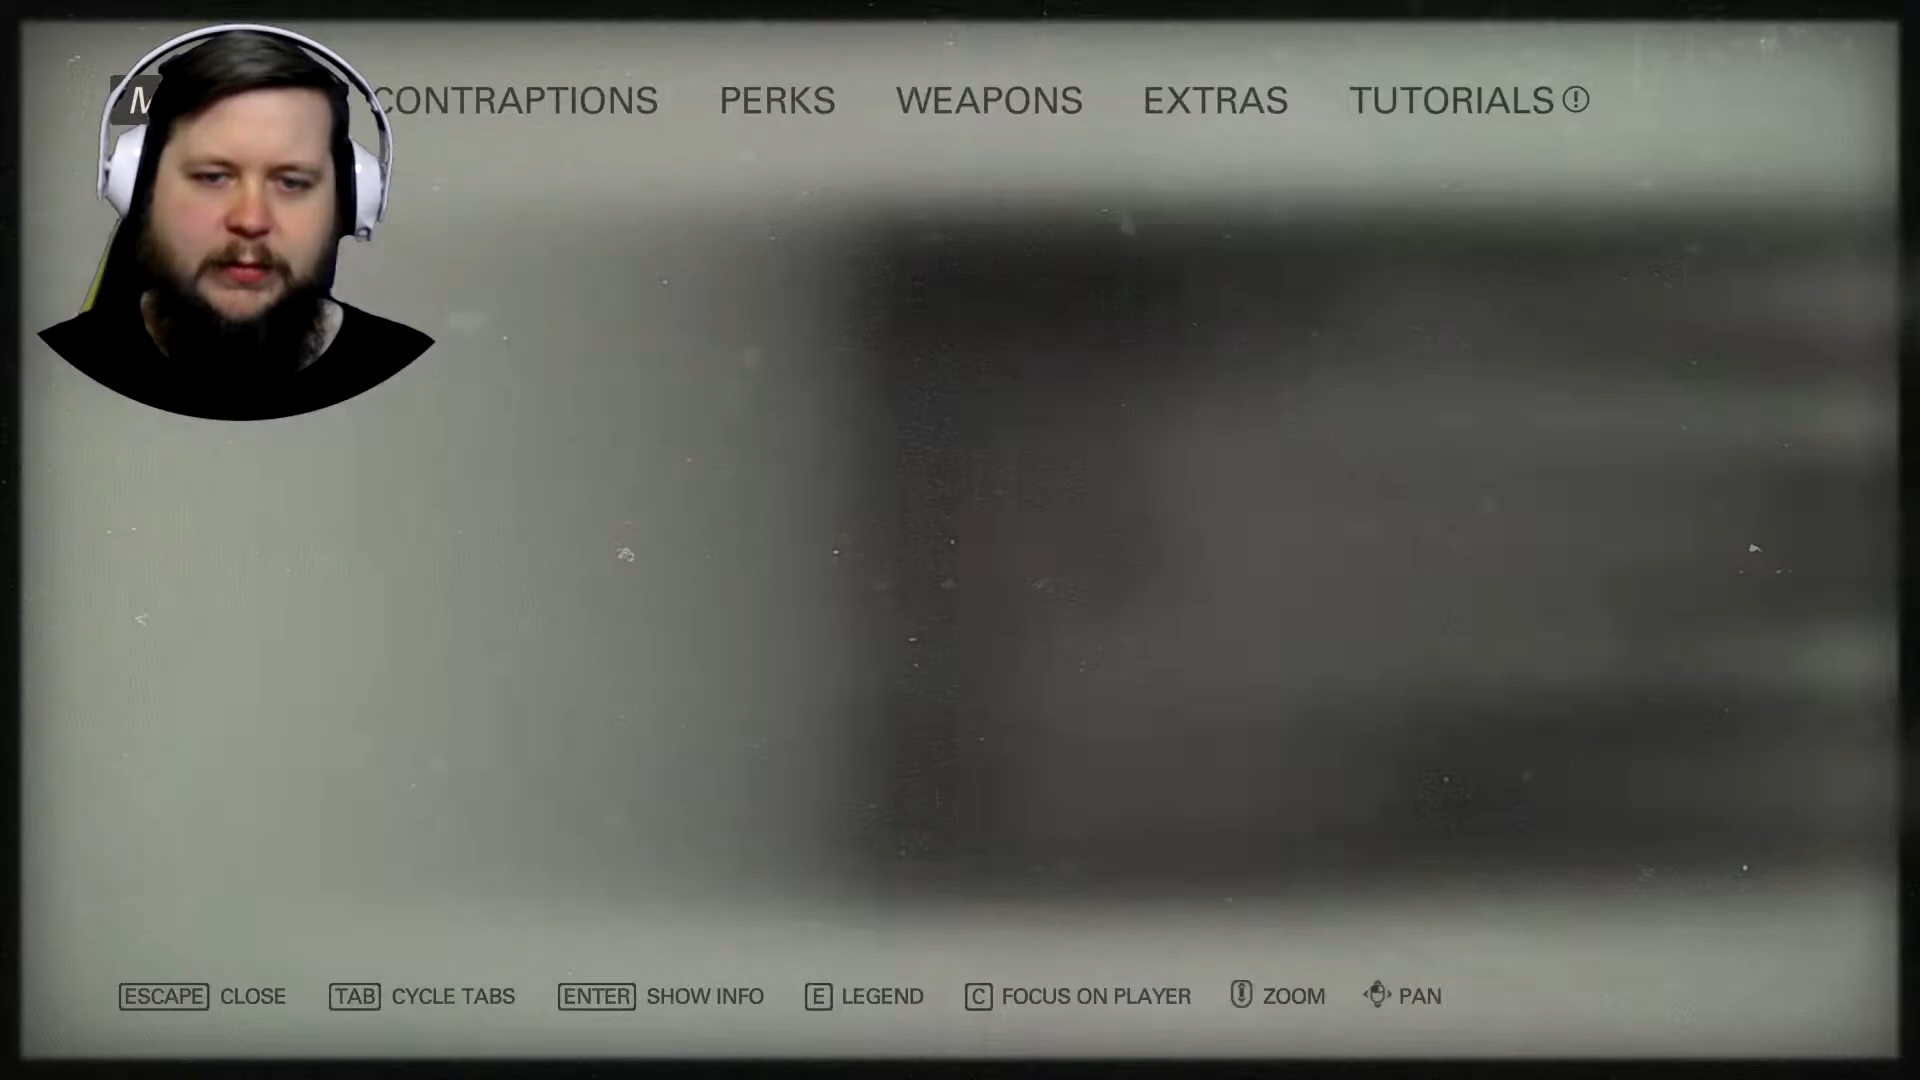 CONTRAPTIONS PERKS WEAPONS EXTRAS TUTORIALS
ESCAPE CLOSE TAB CYCLE TABS ENTER SHOW INFO E LEGEND C FOCUS ON PLAYER ZOOM PAN